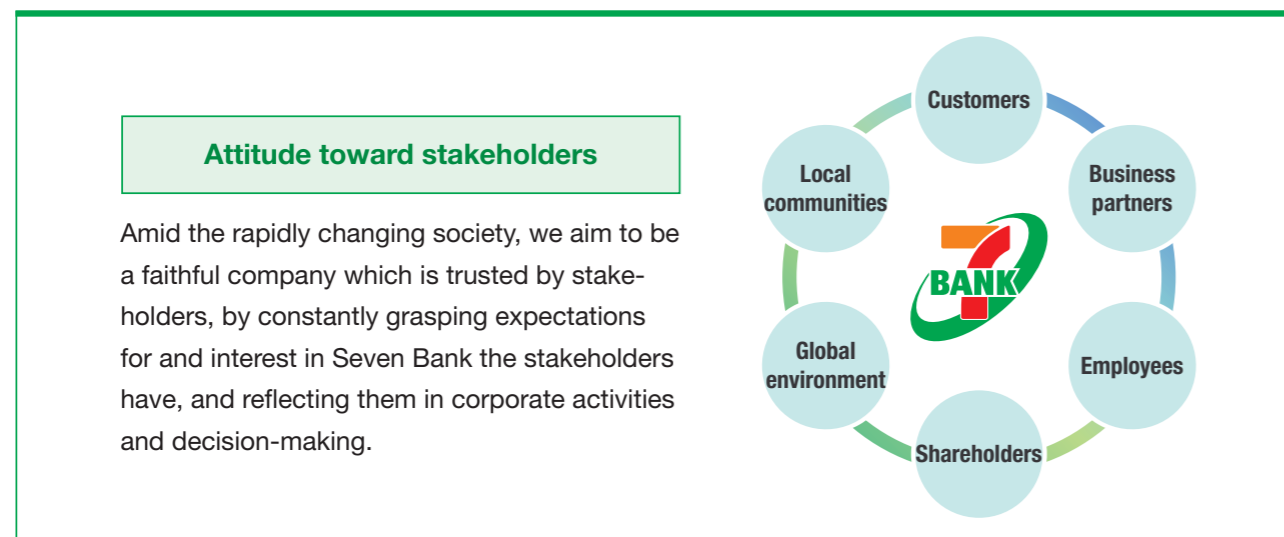 Attitude toward stakeholders
Amid the rapidly changing society, we aim to be
a faithful company which is trusted by stake-
holders, by constantly grasping expectations
for and interest in Seven Bank the stakeholders
have, and reflecting them in corporate activities
and decision-making.
Customers
Business
partners
Employees
Shareholders
Global
environment
Local
communities
7
BANK